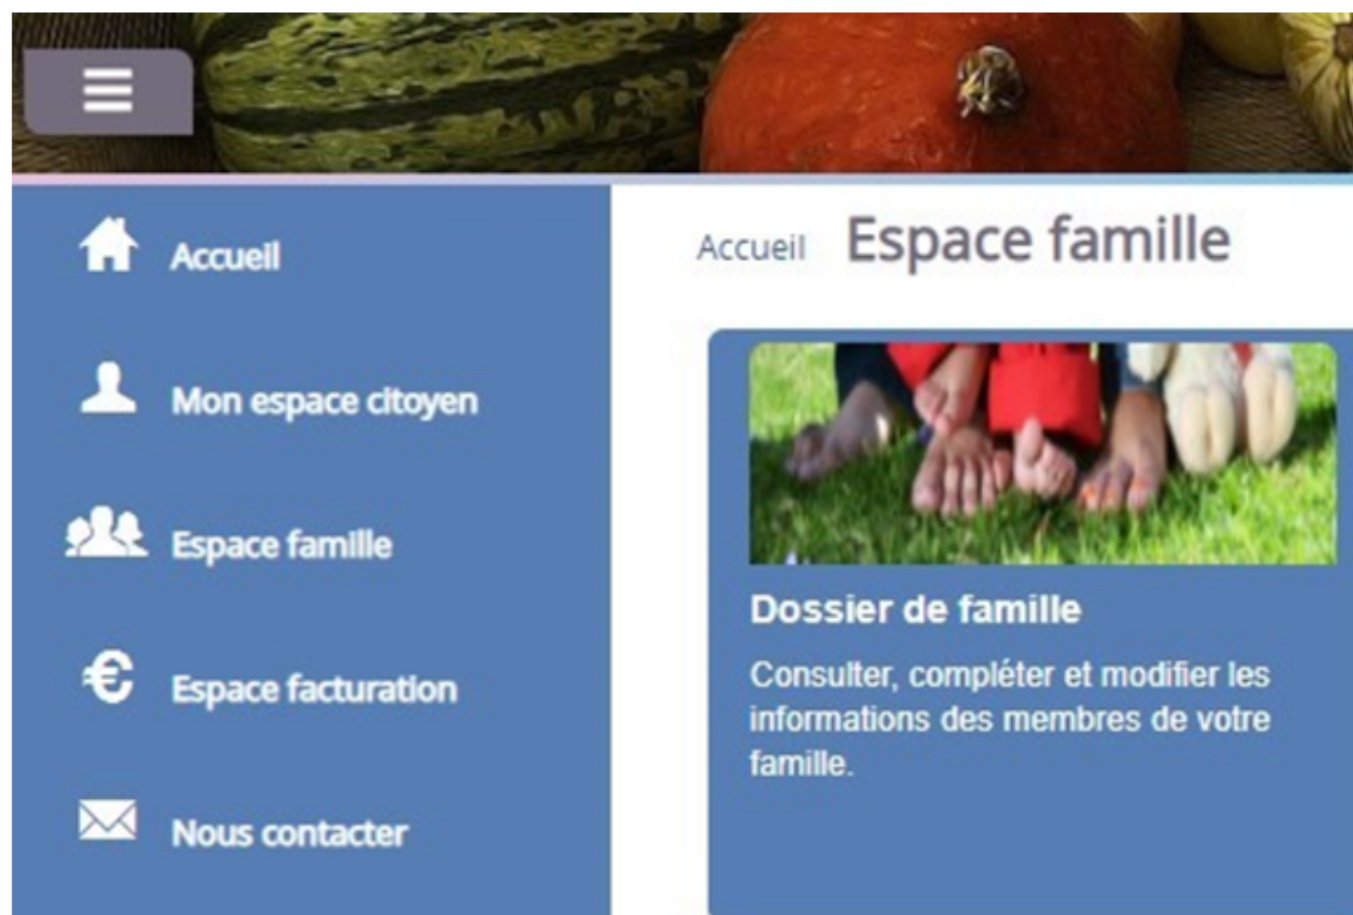 Accueil
Mon espace citoyen
Espace famille
Espace facturation
Nous contacter
Accueil Espace famille
Dossier de famille
Consulter, compléter et modifier les
informations des membres de votre
famille.